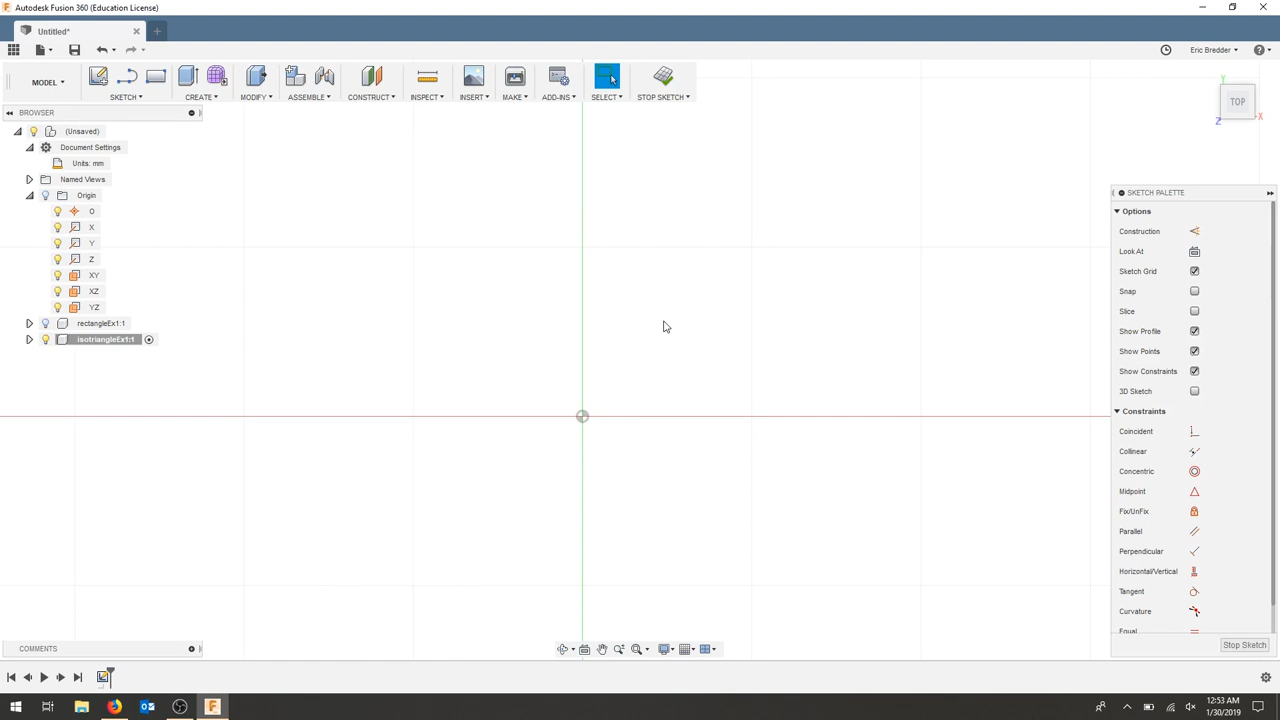 Autodesk Fusion 360 (Education License)
Untitled*
Eric Bredder
MODEL
SKETCH
CREATE
MODIFY
ASSEMBLE
CONSTRUCT
INSPECT
INSERT
MAKE
ADD-INS
SELECT
STOP SKETCH
BROWSER
(Unsaved)
Document Settings
Units: mm
Named Views
Origin
O
X
Y
Z
XY
XZ
YZ
rectangleEx1:1
isotriangleEx1:1
Y
TOP
X
Z
SKETCH PALETTE
Options
Construction
Look At
Sketch Grid
Snap
Slice
Show Profile
Show Points
Show Constraints
3D Sketch
Constraints
Coincident
Collinear
Concentric
Midpoint
Fix/UnFix
Parallel
Perpendicular
Horizontal/Vertical
Tangent
Curvature
Equal
Stop Sketch
COMMENTS
12:53 AM
1/30/2019